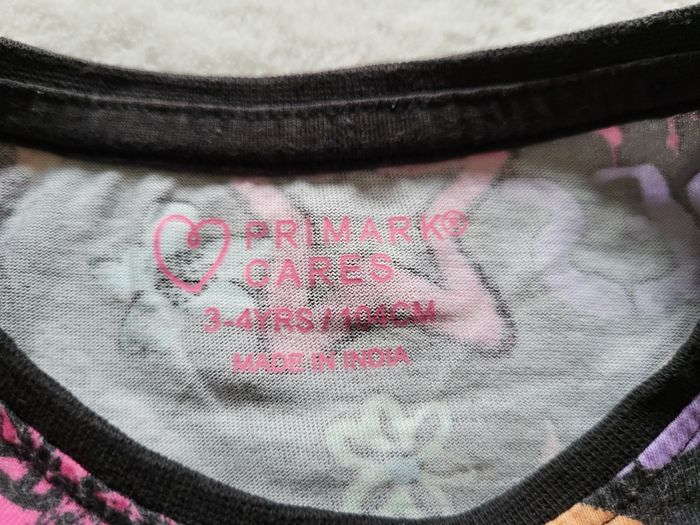 PRIMARK®
CARES
3-4YRS / 104CM
MADE IN INDIA